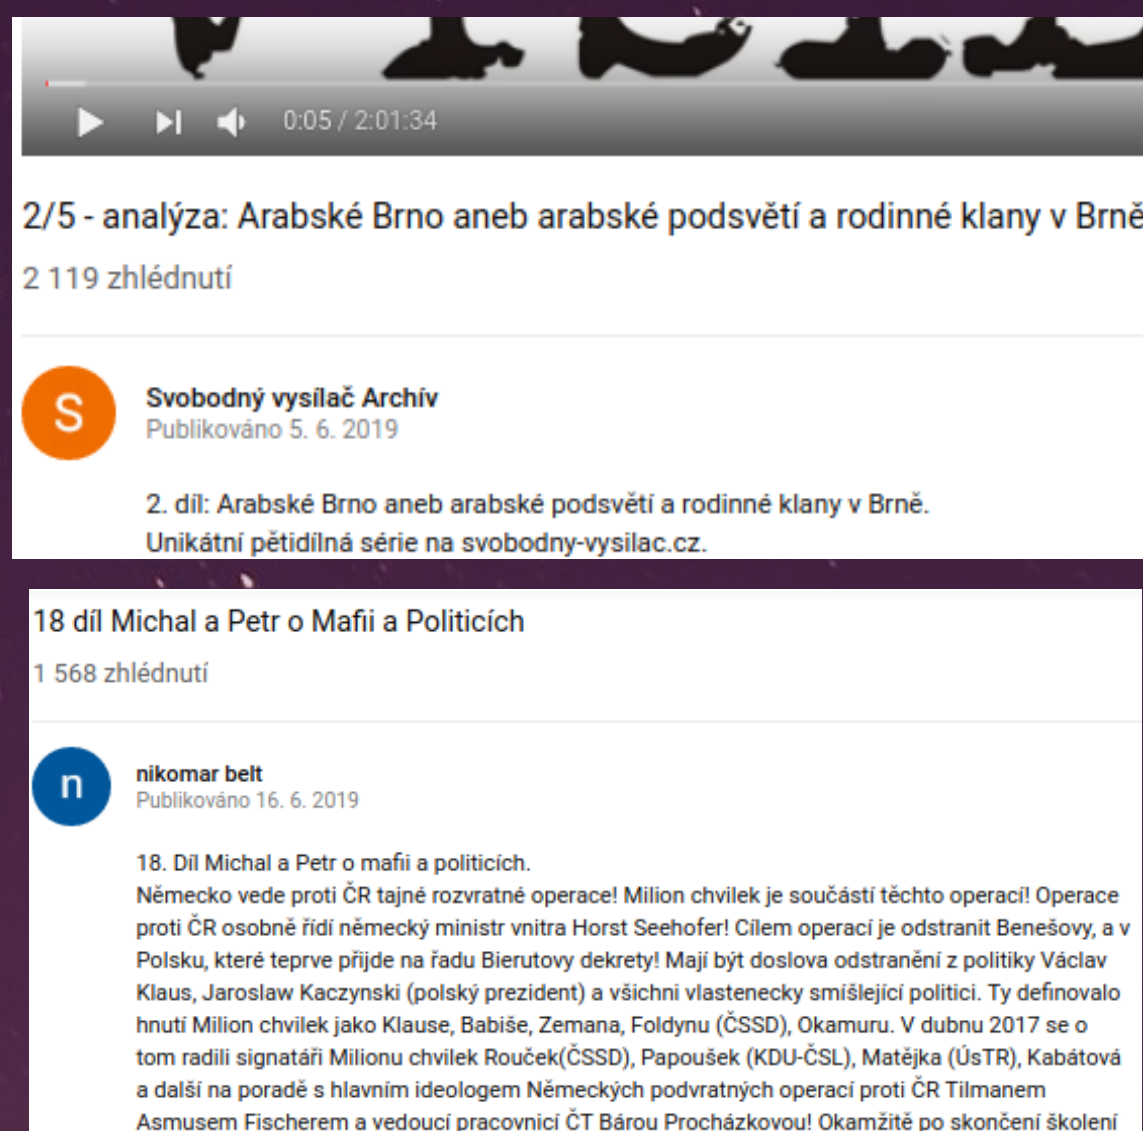 0:05 / 2:01:34
2/5 - analýza: Arabské Brno aneb arabské podsvětí a rodinné klany v Brně
2 119 zhlédnutí
S
Svobodný vysílač Archív
Publikováno 5. 6. 2019
2. díl: Arabské Brno aneb arabské podsvětí a rodinné klany v Brně.
Unikátní pětidílná série na svobodny-vysilac.cz.
18 díl Michal a Petr o Mafii a Politicích
1 568 zhlédnutí
n
nikomar belt
Publikováno 16. 6. 2019
18. Díl Michal a Petr o mafii a politicích.
Německo vede proti ČR tajné rozvratné operace! Milion chvilek je součástí těchto operací! Operace
proti ČR osobně řídí německý ministr vnitra Horst Seehofer! Cílem operací je odstranit Benešovy, a v
Polsku, které teprve přijde na řadu Bierutovy dekrety! Mají být doslova odstranění z politiky Václav
Klaus, Jaroslaw Kaczynski (polský prezident) a všichni vlastenecky smíšlející politici. Ty definovalo
hnutí Milion chvilek jako Klause, Babiše, Zemana, Foldynu (ČSSD), Okamuru. V dubnu 2017 se o
tom radili signatáři Milionu chvilek Rouček(ČSSD), Papoušek (KDU-ČSL), Matějka (ÚsTR), Kabátová
a další na poradě s hlavním ideologem Německých podvratných operací proti ČR Tilmanem
Asmusem Fischerem a vedoucí pracovnicí ČT Bárou Procházkovou! Okamžitě po skončení školení